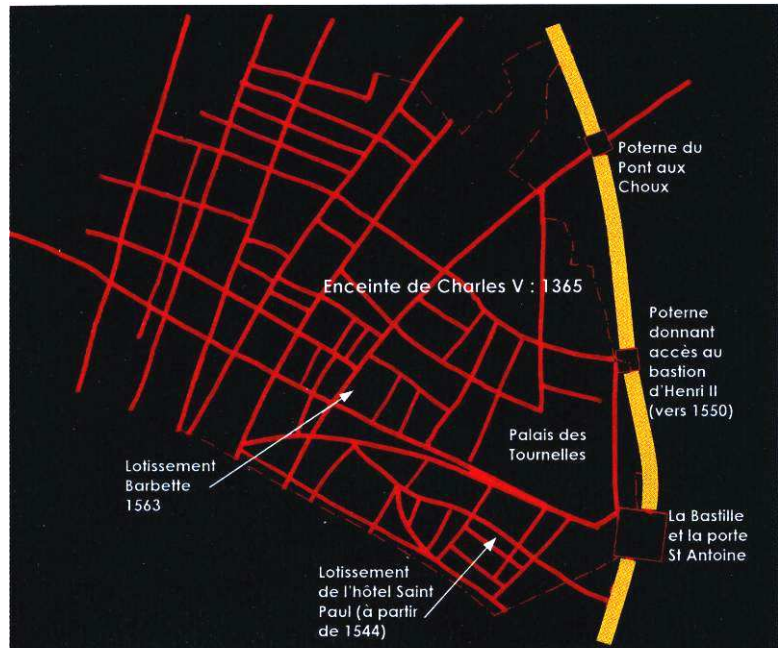 Poterne du
Pont aux
Choux
Enceinte de Charles V : 1365
Poterne
donnant
accès au
bastion
d'Henri II
(vers 1550)
Palais des
Tournelles
Lotissement
Barbette
1563
La Bastille
et la porte
St Antoine
Lotissement
de l'hôtel Saint
Paul (à partir
de 1544)